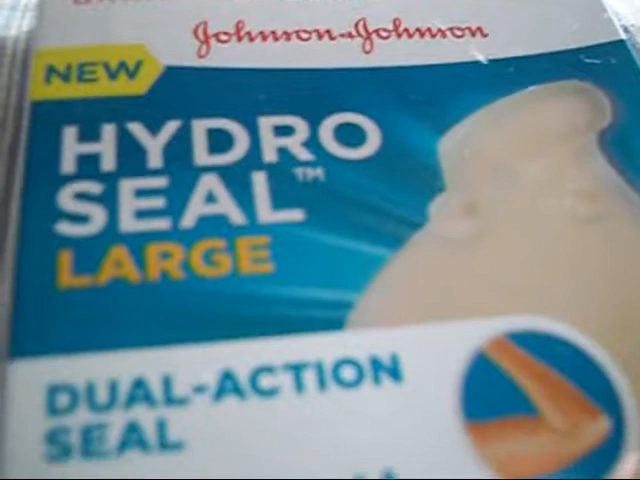 Johnson & Johnson
NEW
HYDRO
SEAL™
LARGE
DUAL-ACTION
SEAL